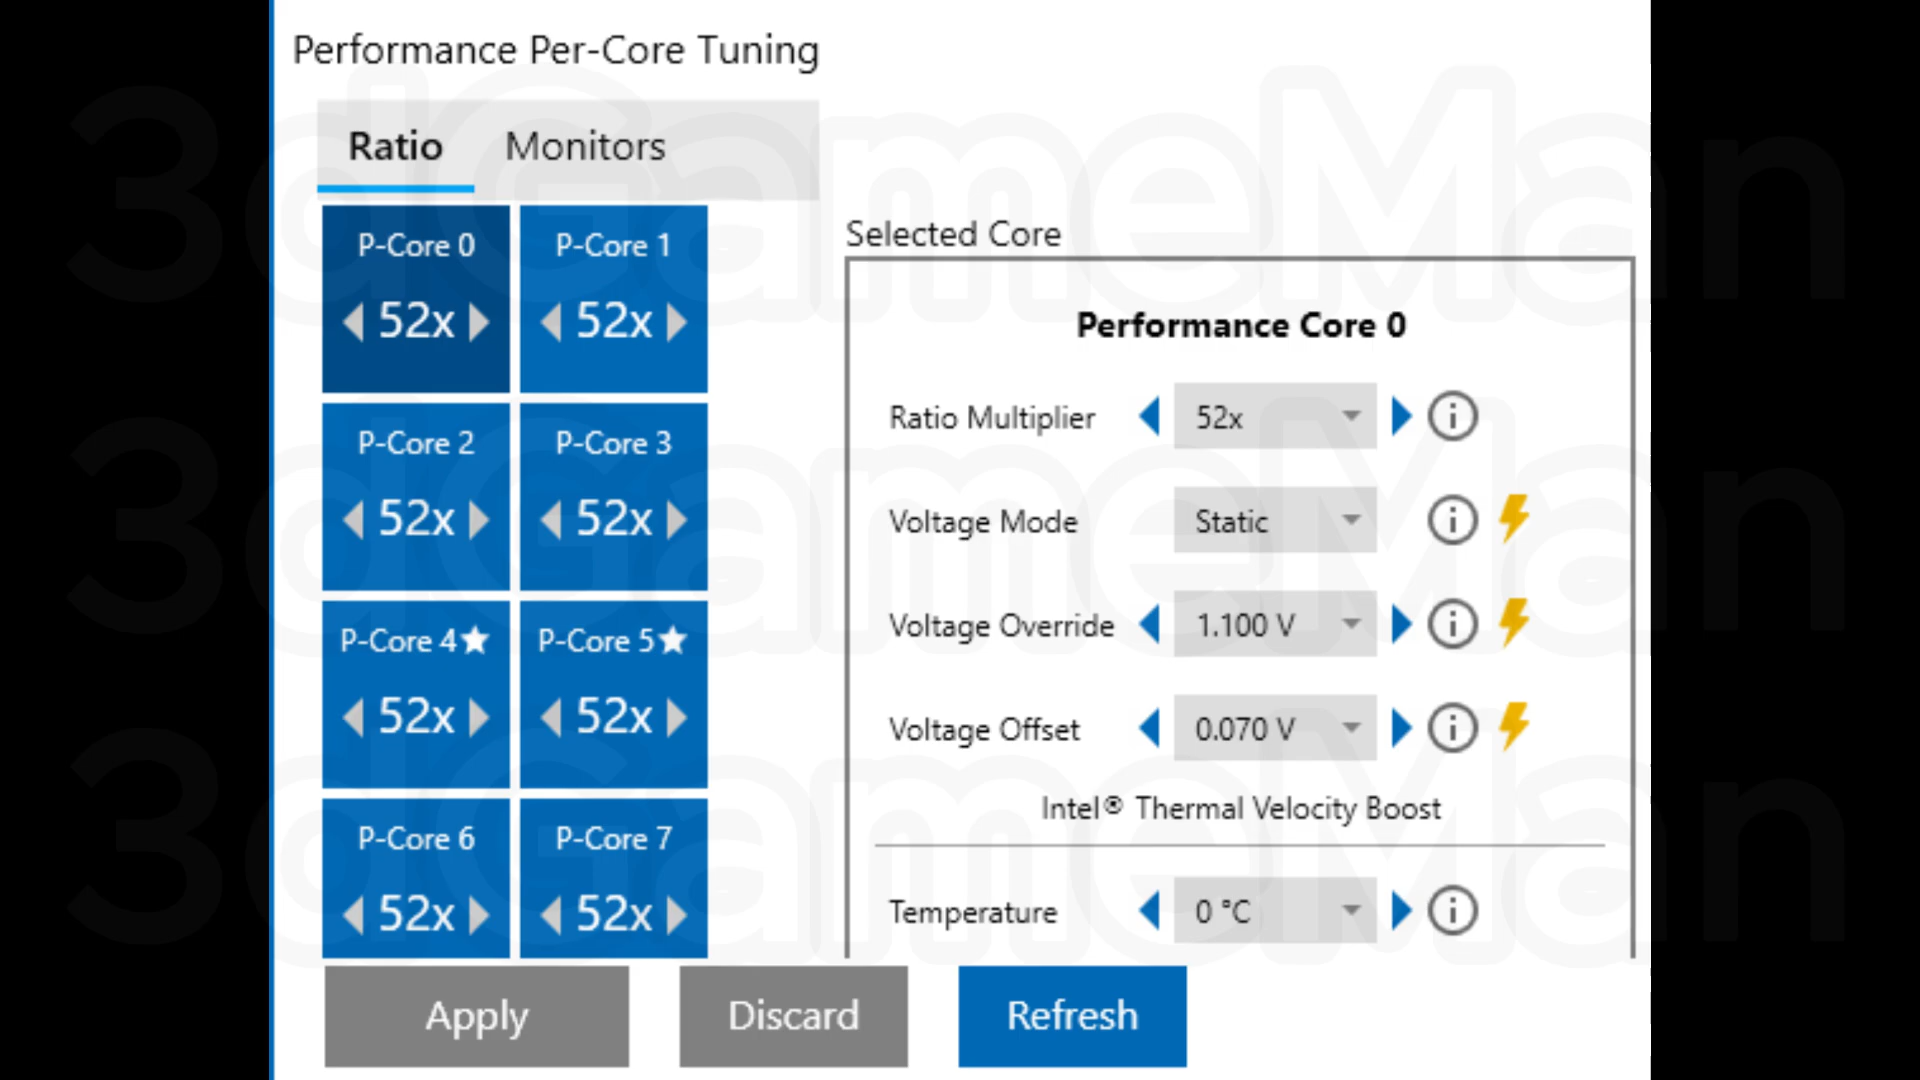 Performance Per-Core Tuning
Ratio Monitors
P-Core 0 P-Core 1
52x 52x
P-Core 2 P-Core 3
52x 52x
P-Core 4★ P-Core 5★
52x 52x
P-Core 6 P-Core 7
52x 52x
Selected Core
Performance Core 0
Ratio Multiplier 52x
Voltage Mode Static
Voltage Override 1.100 V
Voltage Offset 0.070 V
Intel® Thermal Velocity Boost
Temperature 0 °C
Apply Discard Refresh
3dGameMan
3dGameMan
3dGameMan